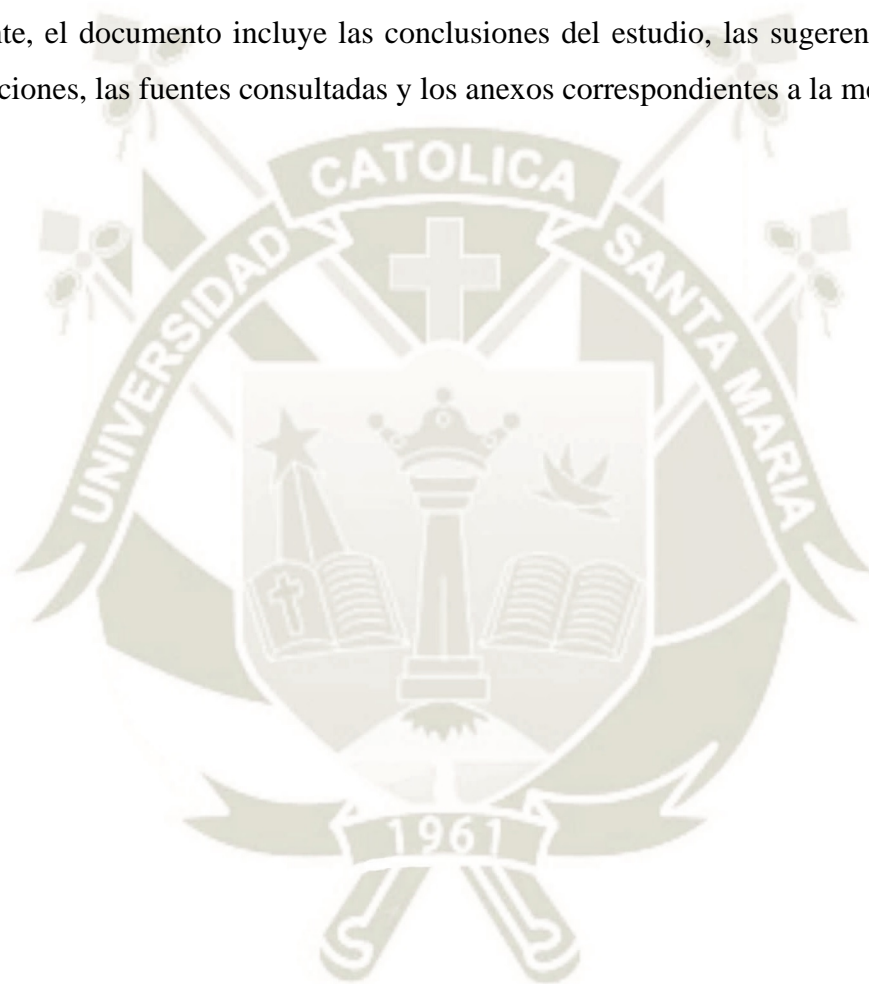 nte, el documento incluye las conclusiones del estudio, las sugeren
ciones, las fuentes consultadas y los anexos correspondientes a la m
CATOLICA
UNIVERSIDAD
SANTA MARIA
1961